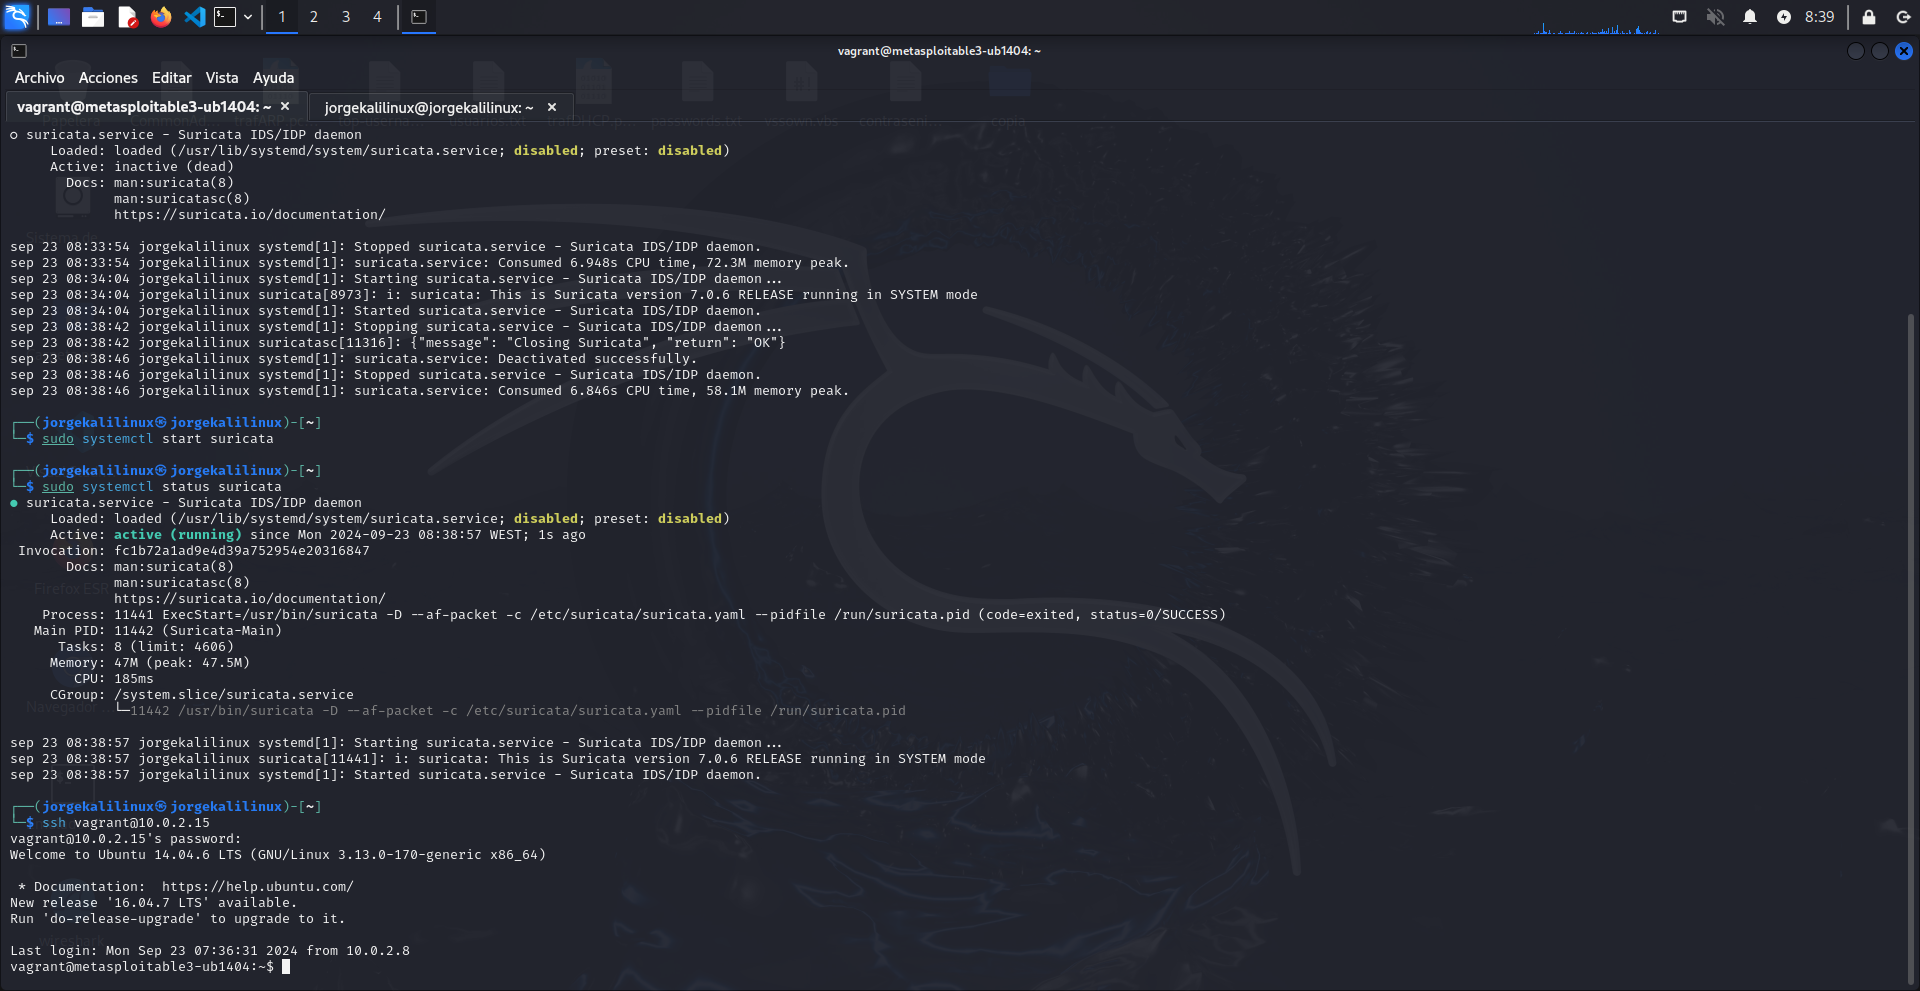 1 2 3 4 8:39
vagrant@metasploitable3-ub1404: ~
Archivo Acciones Editar Vista Ayuda
vagrant@metasploitable3-ub1404: ~ × jorgekalilinux@jorgekalilinux: ~ ×
○ suricata.service - Suricata IDS/IDP daemon
Loaded: loaded (/usr/lib/systemd/system/suricata.service; disabled; preset: disabled)
Active: inactive (dead)
Docs: man:suricata(8)
man:suricatasc(8)
https://suricata.io/documentation/
sep 23 08:33:54 jorgekalilinux systemd[1]: Stopped suricata.service - Suricata IDS/IDP daemon.
sep 23 08:33:54 jorgekalilinux systemd[1]: suricata.service: Consumed 6.948s CPU time, 72.3M memory peak.
sep 23 08:34:04 jorgekalilinux systemd[1]: Starting suricata.service - Suricata IDS/IDP daemon...
sep 23 08:34:04 jorgekalilinux suricata[8973]: i: suricata: This is Suricata version 7.0.6 RELEASE running in SYSTEM mode
sep 23 08:34:04 jorgekalilinux systemd[1]: Started suricata.service - Suricata IDS/IDP daemon.
sep 23 08:38:42 jorgekalilinux systemd[1]: Stopping suricata.service - Suricata IDS/IDP daemon...
sep 23 08:38:42 jorgekalilinux suricatasc[11316]: {"message": "Closing Suricata", "return": "OK"}
sep 23 08:38:46 jorgekalilinux systemd[1]: suricata.service: Deactivated successfully.
sep 23 08:38:46 jorgekalilinux systemd[1]: Stopped suricata.service - Suricata IDS/IDP daemon.
sep 23 08:38:46 jorgekalilinux systemd[1]: suricata.service: Consumed 6.846s CPU time, 58.1M memory peak.
┌──(jorgekalilinux㉿jorgekalilinux)-[~]
└─$ sudo systemctl start suricata
┌──(jorgekalilinux㉿jorgekalilinux)-[~]
└─$ sudo systemctl status suricata
● suricata.service - Suricata IDS/IDP daemon
Loaded: loaded (/usr/lib/systemd/system/suricata.service; disabled; preset: disabled)
Active: active (running) since Mon 2024-09-23 08:38:57 WEST; 1s ago
Invocation: fc1b72a1ad9e4d39a752954e20316847
Docs: man:suricata(8)
man:suricatasc(8)
https://suricata.io/documentation/
Process: 11441 ExecStart=/usr/bin/suricata -D --af-packet -c /etc/suricata/suricata.yaml --pidfile /run/suricata.pid (code=exited, status=0/SUCCESS)
Main PID: 11442 (Suricata-Main)
Tasks: 8 (limit: 4606)
Memory: 47M (peak: 47.5M)
CPU: 185ms
CGroup: /system.slice/suricata.service
└─11442 /usr/bin/suricata -D --af-packet -c /etc/suricata/suricata.yaml --pidfile /run/suricata.pid
sep 23 08:38:57 jorgekalilinux systemd[1]: Starting suricata.service - Suricata IDS/IDP daemon...
sep 23 08:38:57 jorgekalilinux suricata[11441]: i: suricata: This is Suricata version 7.0.6 RELEASE running in SYSTEM mode
sep 23 08:38:57 jorgekalilinux systemd[1]: Started suricata.service - Suricata IDS/IDP daemon.
┌──(jorgekalilinux㉿jorgekalilinux)-[~]
└─$ ssh vagrant@10.0.2.15
vagrant@10.0.2.15's password:
Welcome to Ubuntu 14.04.6 LTS (GNU/Linux 3.13.0-170-generic x86_64)
* Documentation: https://help.ubuntu.com/
New release '16.04.7 LTS' available.
Run 'do-release-upgrade' to upgrade to it.
Last login: Mon Sep 23 07:36:31 2024 from 10.0.2.8
vagrant@metasploitable3-ub1404:~$